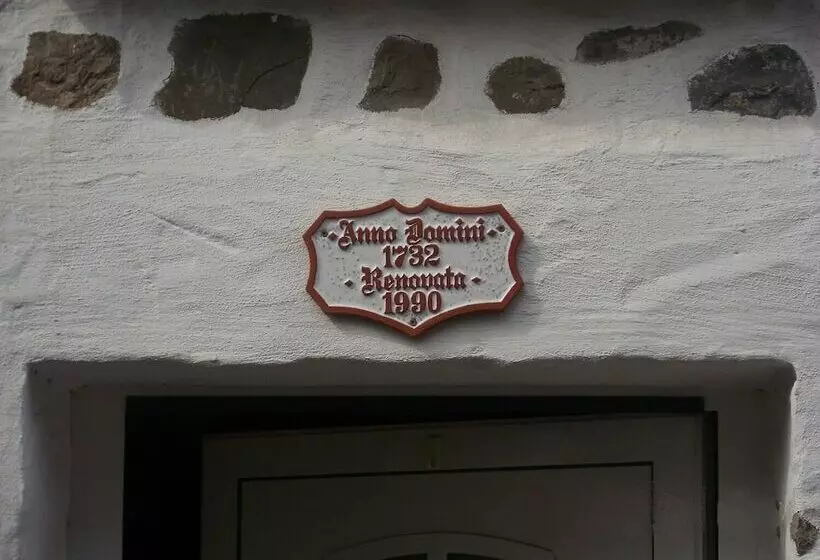 Anno Domini
1732
Renovata
1990